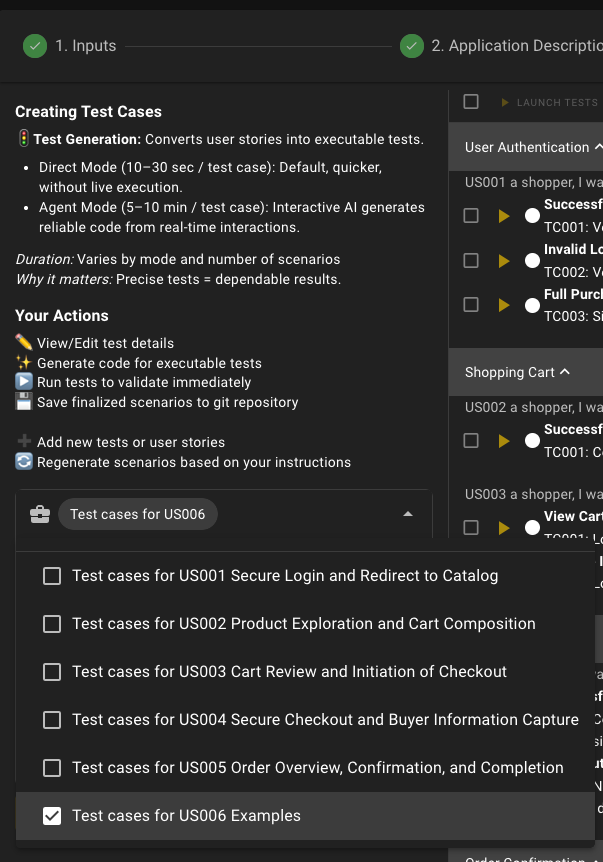 1. Inputs
2. Application Descriptio
Creating Test Cases
Test Generation: Converts user stories into executable tests.
Direct Mode (10–30 sec / test case): Default, quicker,
without live execution.
Agent Mode (5–10 min / test case): Interactive AI generates
reliable code from real-time interactions.
Duration: Varies by mode and number of scenarios
Why it matters: Precise tests = dependable results.
Your Actions
View/Edit test details
Generate code for executable tests
Run tests to validate immediately
Save finalized scenarios to git repository
Add new tests or user stories
Regenerate scenarios based on your instructions
Test cases for US006
Test cases for US001 Secure Login and Redirect to Catalog
Test cases for US002 Product Exploration and Cart Composition
Test cases for US003 Cart Review and Initiation of Checkout
Test cases for US004 Secure Checkout and Buyer Information Capture
Test cases for US005 Order Overview, Confirmation, and Completion
Test cases for US006 Examples
LAUNCH TESTS
User Authentication
US001 a shopper, I wa
Successf
TC001: Ve
Invalid Lo
TC002: Ve
Full Purch
TC003: Si
Shopping Cart
US002 a shopper, I wa
Successf
TC001: Co
US003 a shopper, I wa
View Cart
TC001: Lo
Order Confirmation